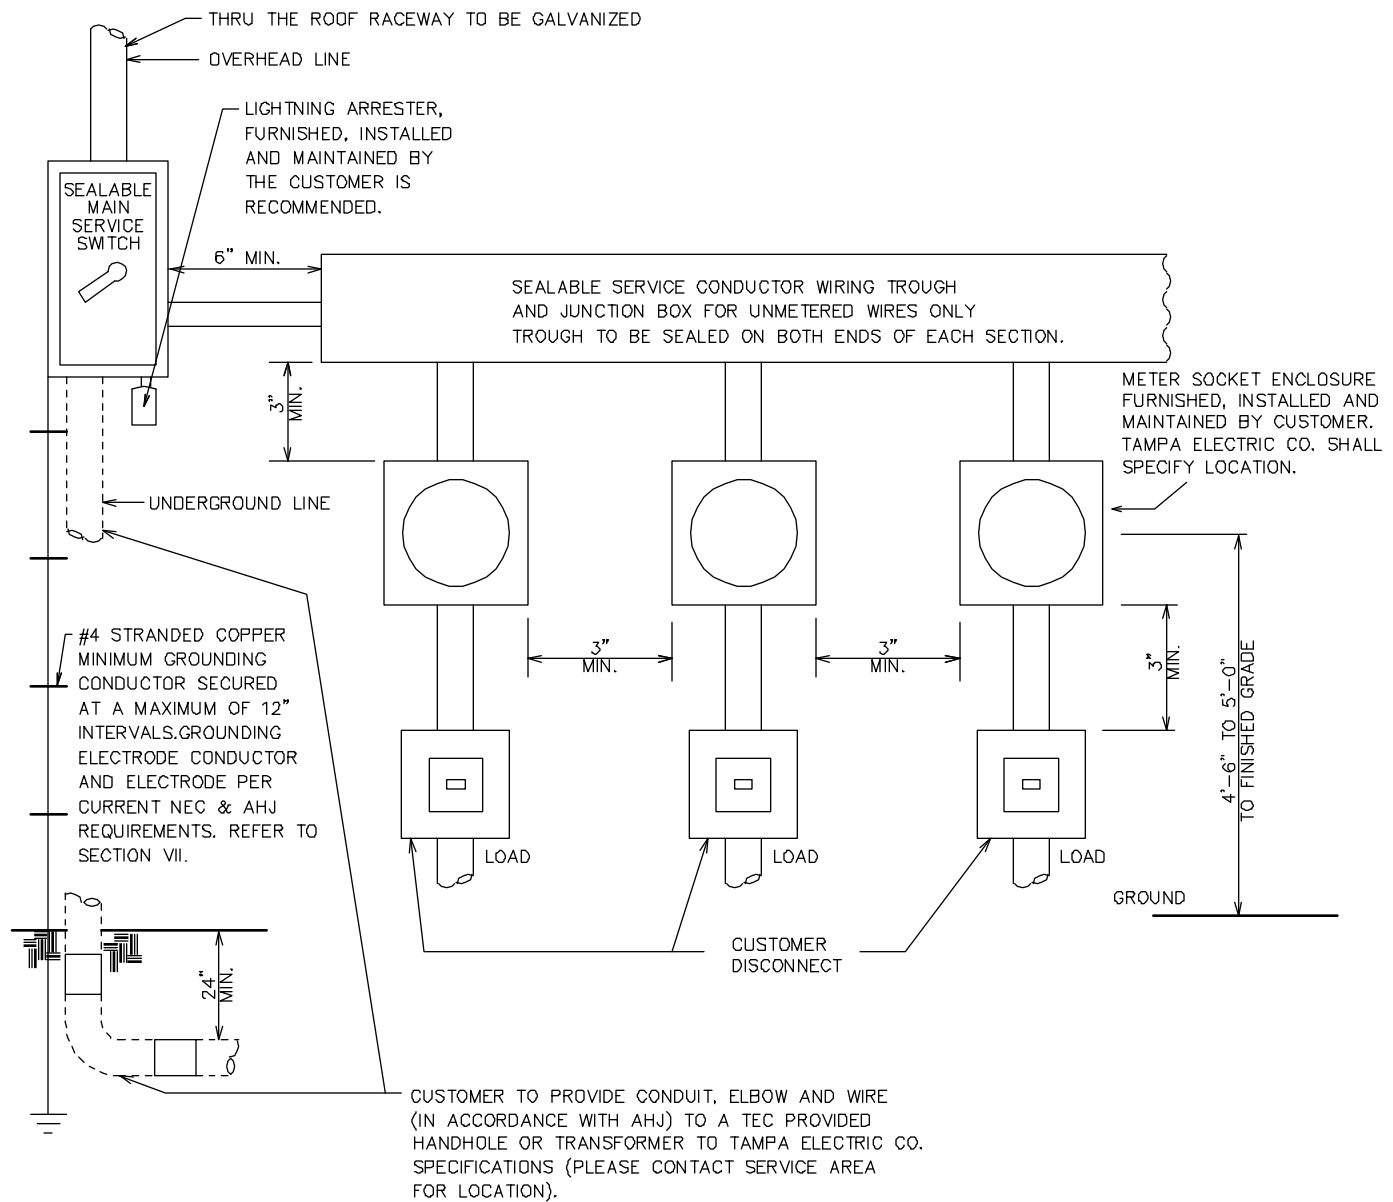 THRU THE ROOF RACEWAY TO BE GALVANIZED
OVERHEAD LINE
LIGHTNING ARRESTER,
FURNISHED, INSTALLED
AND MAINTAINED BY
THE CUSTOMER IS
RECOMMENDED.
SEALABLE
MAIN
SERVICE
SWITCH
6" MIN.
SEALABLE SERVICE CONDUCTOR WIRING TROUGH
AND JUNCTION BOX FOR UNMETERED WIRES ONLY
TROUGH TO BE SEALED ON BOTH ENDS OF EACH SECTION.
3"
MIN.
METER SOCKET ENCLOSURE
FURNISHED, INSTALLED AND
MAINTAINED BY CUSTOMER.
TAMPA ELECTRIC CO. SHALL
SPECIFY LOCATION.
UNDERGROUND LINE
#4 STRANDED COPPER
MINIMUM GROUNDING
CONDUCTOR SECURED
AT A MAXIMUM OF 12"
INTERVALS.GROUNDING
ELECTRODE CONDUCTOR
AND ELECTRODE PER
CURRENT NEC & AHJ
REQUIREMENTS. REFER TO
SECTION VII.
3"
MIN.
3"
MIN.
3"
MIN.
4'-6" TO 5'-0"
TO FINISHED GRADE
LOAD
LOAD
LOAD
GROUND
CUSTOMER
DISCONNECT
24"
MIN.
CUSTOMER TO PROVIDE CONDUIT, ELBOW AND WIRE
(IN ACCORDANCE WITH AHJ) TO A TEC PROVIDED
HANDHOLE OR TRANSFORMER TO TAMPA ELECTRIC CO.
SPECIFICATIONS (PLEASE CONTACT SERVICE AREA
FOR LOCATION).